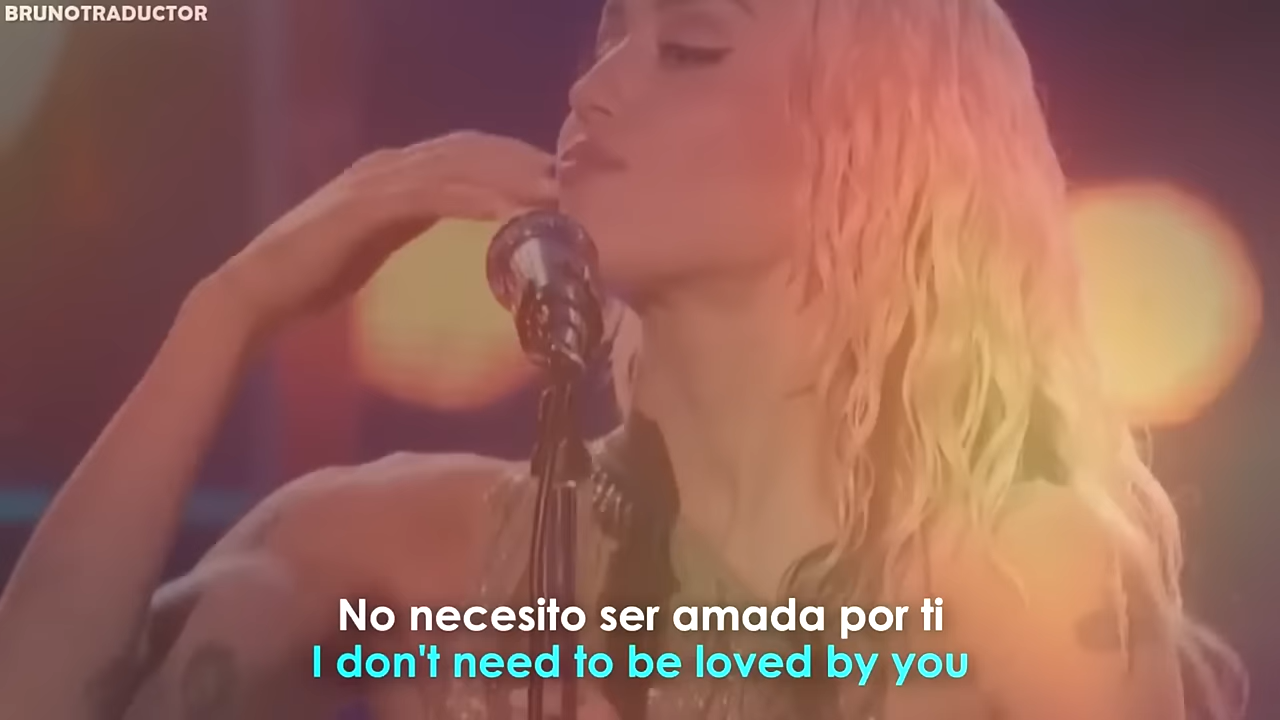 BRUNOTRADUCTOR
No necesito ser amada por ti
I don't need to be loved by you